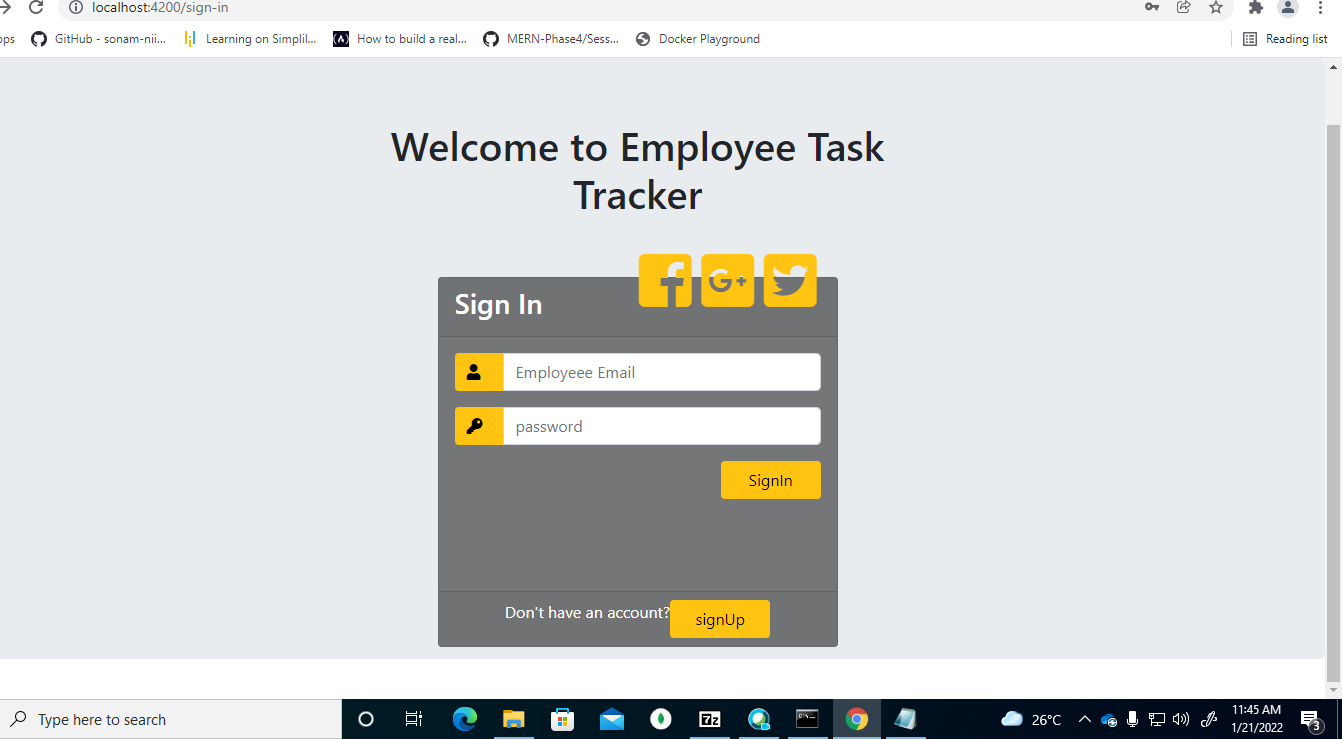 localhost:4200/sign-in
ops GitHub - sonam-nii... Learning on Simplil... How to build a real... MERN-Phase4/Sess... Docker Playground Reading list
Welcome to Employee Task
Tracker
Sign In
Employeee Email
password
SignIn
Don't have an account? signUp
Type here to search
7z
26°C
11:45 AM
1/21/2022
3